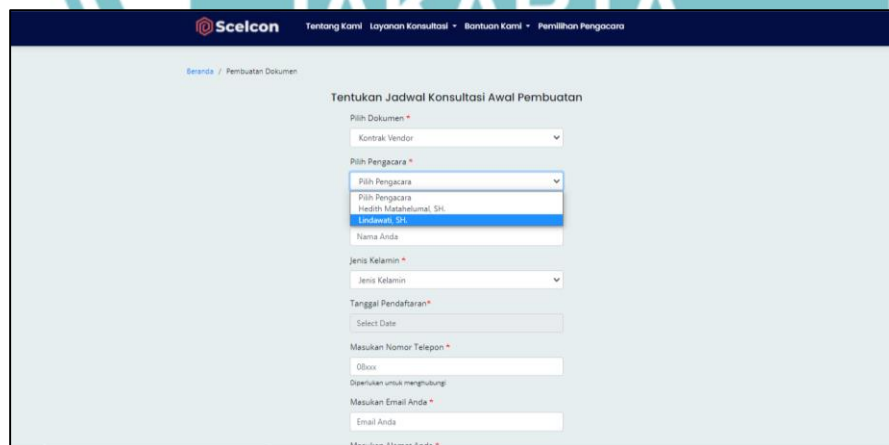 JAKARTA
Scelcon Tentang Kami Layanan Konsultasi Bantuan Kami Pemilihan Pengacara
Beranda / Pembuatan Dokumen
Tentukan Jadwal Konsultasi Awal Pembuatan
Pilih Dokumen *
Kontrak Vendor
Pilih Pengacara *
Pilih Pengacara
Pilih Pengacara
Hedith Matahelumal, SH.
Lindawati, SH.
Nama Anda
Jenis Kelamin *
Jenis Kelamin
Tanggal Pendaftaran*
Select Date
Masukan Nomor Telepon *
08xxx
Diperlukan untuk menghubungi
Masukan Email Anda *
Email Anda